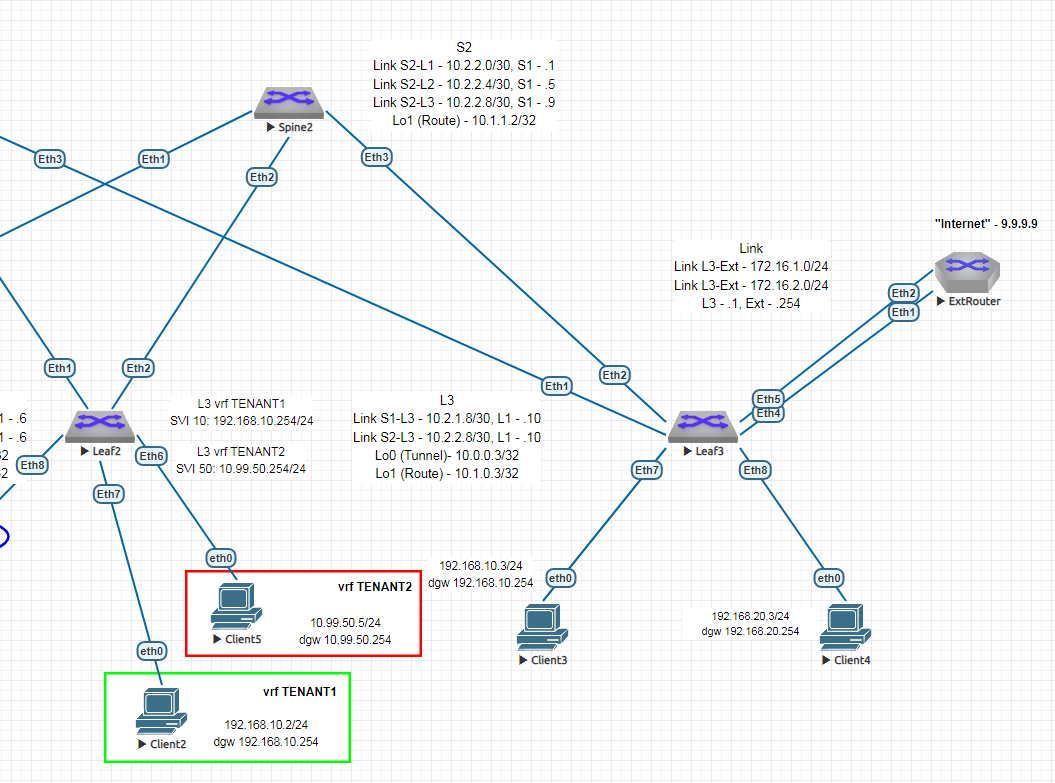 S2
Link S2-L1 - 10.2.2.0/30, S1 - .1
Link S2-L2 - 10.2.2.4/30, S1 - .5
Link S2-L3 - 10.2.2.8/30, S1 - .9
Lo1 (Route) - 10.1.1.2/32
Spine2
Eth3
Eth1
Eth2
Eth3
"Internet" - 9.9.9.9
Link
Link L3-Ext - 172.16.1.0/24
Link L3-Ext - 172.16.2.0/24
L3 - .1, Ext - .254
Eth2
Eth1
ExtRouter
Eth1
Eth2
Eth1
Eth2
Eth5
Eth4
1 - .6
1 - .6
32
32
Leaf2
Eth8
Eth6
Eth7
L3 vrf TENANT1
SVI 10: 192.168.10.254/24
L3 vrf TENANT2
SVI 50: 10.99.50.254/24
L3
Link S1-L3 - 10.2.1.8/30, L1 - .10
Link S2-L3 - 10.2.2.8/30, L1 - .10
Lo0 (Tunnel)- 10.0.0.3/32
Lo1 (Route) - 10.1.0.3/32
Leaf3
Eth7
Eth8
eth0
vrf TENANT2
10.99.50.5/24
dgw 10.99.50.254
Client5
192.168.10.3/24
dgw 192.168.10.254
eth0
Client3
192.168.20.3/24
dgw 192.168.20.254
eth0
Client4
eth0
vrf TENANT1
192.168.10.2/24
dgw 192.168.10.254
Client2